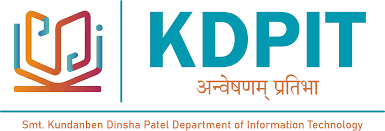 KDPIT
अन्वेषणम् प्रतिभा
Smt. Kundanben Dinsha Patel Department of Information Technology